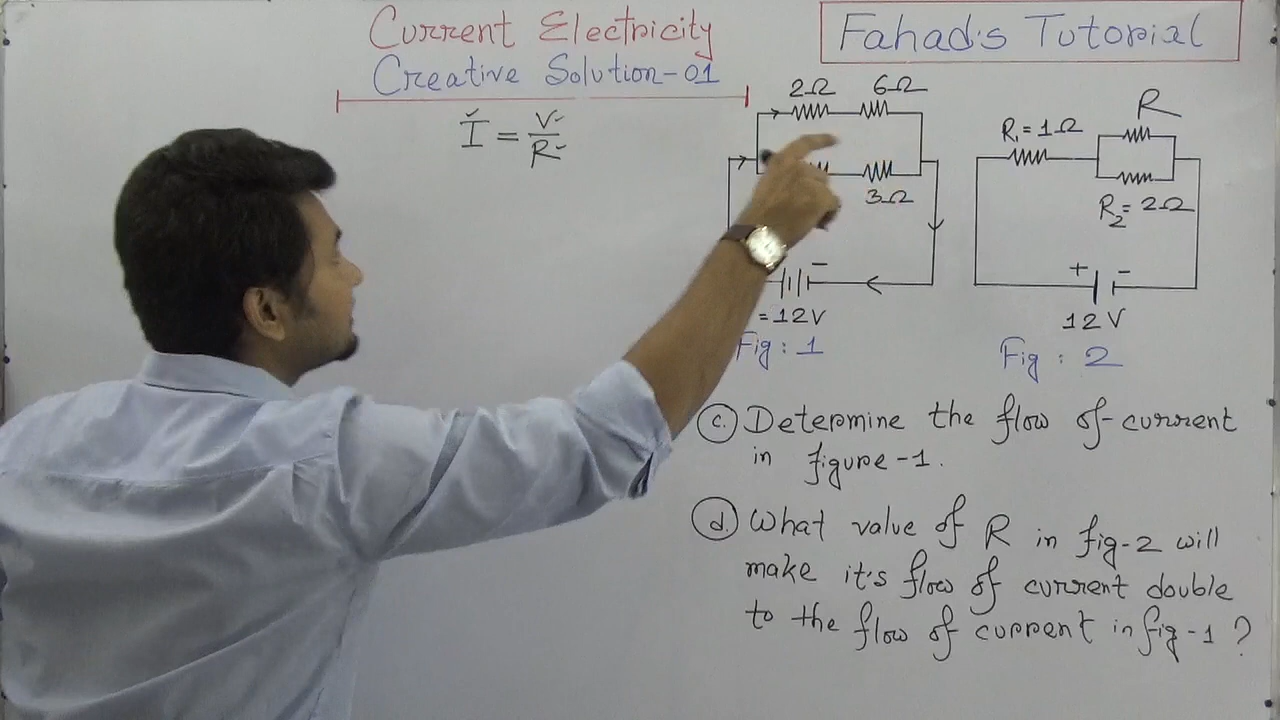 Current Electricity
Creative Solution-01
Fahad's Tutorial
I = V/R
2Ω 6Ω
3Ω
-
= 12V
Fig: 1
R
R₁ = 1Ω
R₂ = 2Ω
+ -
12V
Fig: 2
c. Determine the flow of current
in figure-1.
d. What value of R in fig-2 will
make it's flow of current double
to the flow of current in fig-1?